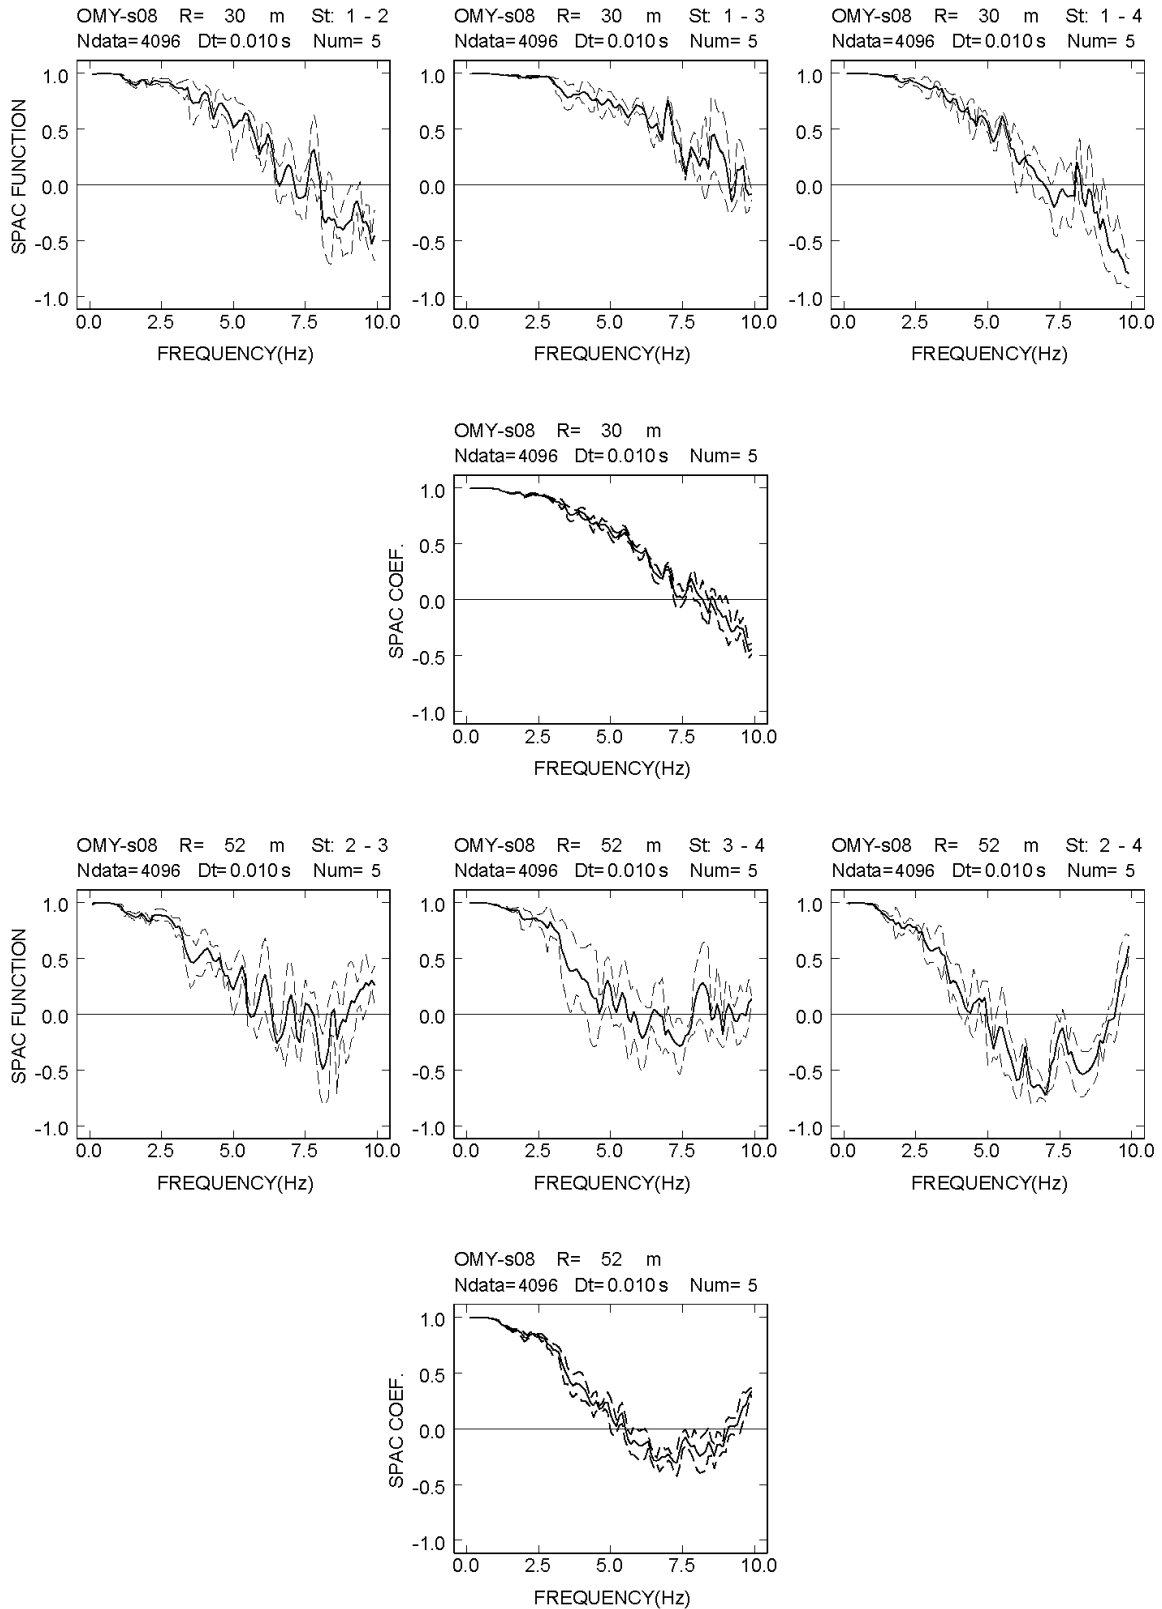 OMY-s08 R= 30 m St: 1 - 2
Ndata=4096 Dt=0.010 s Num= 5
OMY-s08 R= 30 m St: 1 - 3
Ndata=4096 Dt=0.010 s Num= 5
OMY-s08 R= 30 m St: 1 - 4
Ndata=4096 Dt=0.010 s Num= 5
SPAC FUNCTION
1.0
0.5
0.0
-0.5
-1.0
0.0 2.5 5.0 7.5 10.0
FREQUENCY(Hz)
1.0
0.5
0.0
-0.5
-1.0
0.0 2.5 5.0 7.5 10.0
FREQUENCY(Hz)
1.0
0.5
0.0
-0.5
-1.0
0.0 2.5 5.0 7.5 10.0
FREQUENCY(Hz)
OMY-s08 R= 30 m
Ndata=4096 Dt=0.010 s Num= 5
SPAC COEF.
1.0
0.5
0.0
-0.5
-1.0
0.0 2.5 5.0 7.5 10.0
FREQUENCY(Hz)
OMY-s08 R= 52 m St: 2 - 3
Ndata=4096 Dt=0.010 s Num= 5
OMY-s08 R= 52 m St: 3 - 4
Ndata=4096 Dt=0.010 s Num= 5
OMY-s08 R= 52 m St: 2 - 4
Ndata=4096 Dt=0.010 s Num= 5
SPAC FUNCTION
1.0
0.5
0.0
-0.5
-1.0
0.0 2.5 5.0 7.5 10.0
FREQUENCY(Hz)
1.0
0.5
0.0
-0.5
-1.0
0.0 2.5 5.0 7.5 10.0
FREQUENCY(Hz)
1.0
0.5
0.0
-0.5
-1.0
0.0 2.5 5.0 7.5 10.0
FREQUENCY(Hz)
OMY-s08 R= 52 m
Ndata=4096 Dt=0.010 s Num= 5
SPAC COEF.
1.0
0.5
0.0
-0.5
-1.0
0.0 2.5 5.0 7.5 10.0
FREQUENCY(Hz)